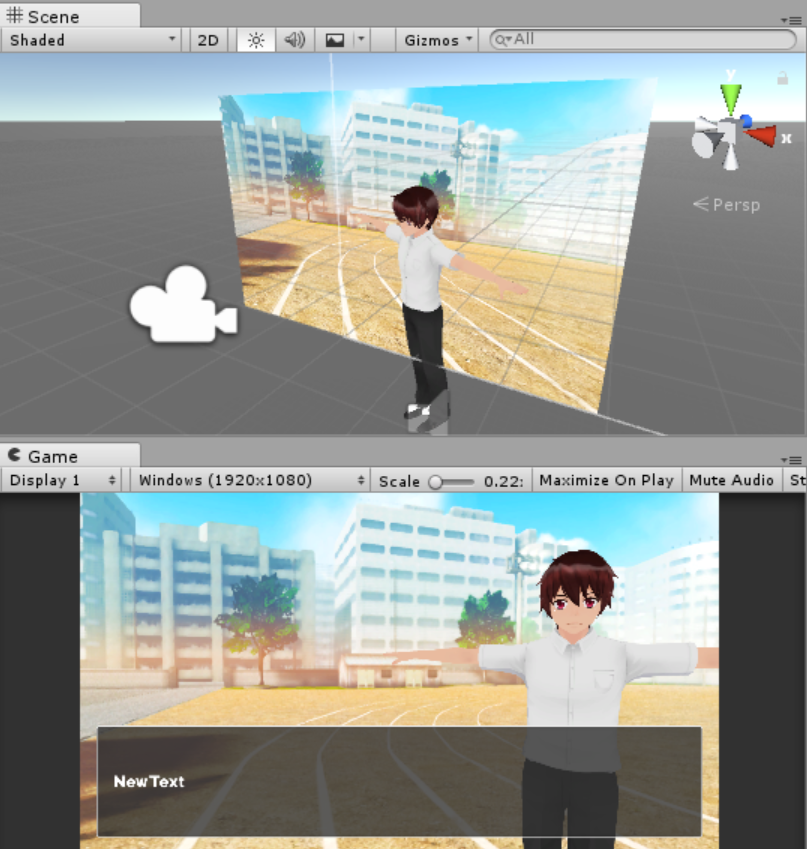 Scene
Shaded 2D Gizmos All
y
x
Persp
Game
Display 1 Windows (1920x1080) Scale 0.22: Maximize On Play Mute Audio St
NewText